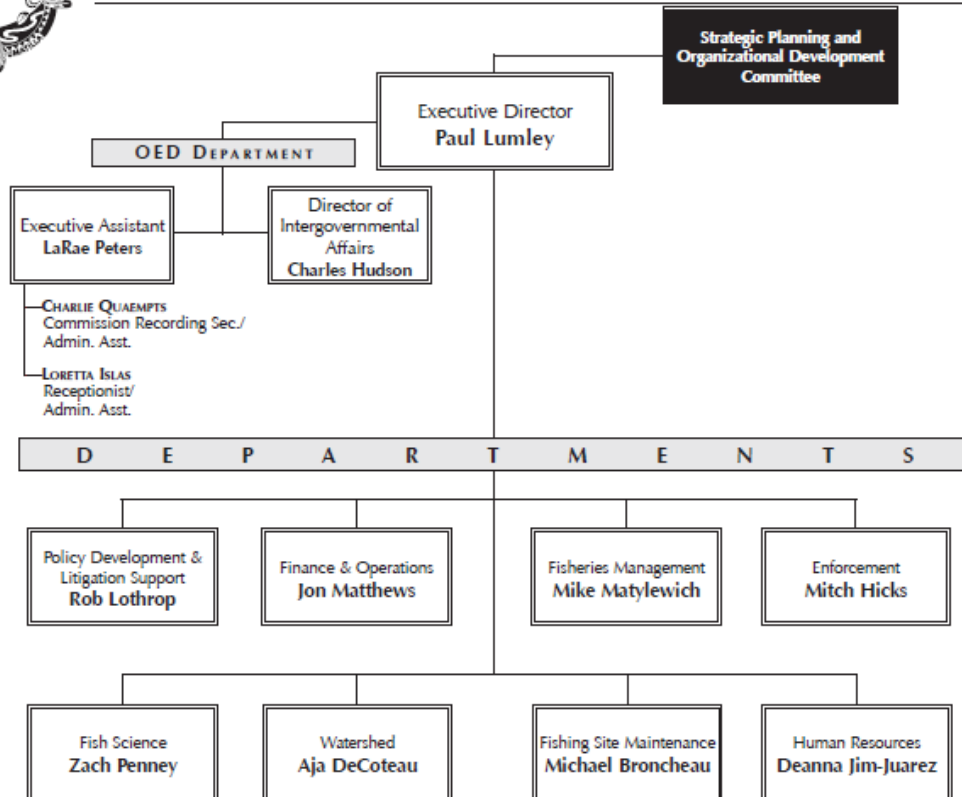 Strategic Planning and
Organizational Development
Committee
Executive Director
Paul Lumley
OED DEPARTMENT
Executive Assistant
LaRae Peters
Director of
Intergovernmental
Affairs
Charles Hudson
CHARLIE QUAEMPTS
Commission Recording Sec./
Admin. Asst.
LORETTA ISLAS
Receptionist/
Admin. Asst.
DEPARTMENTS
Policy Development &
Litigation Support
Rob Lothrop
Finance & Operations
Jon Matthews
Fisheries Management
Mike Matylewich
Enforcement
Mitch Hicks
Fish Science
Zach Penney
Watershed
Aja DeCoteau
Fishing Site Maintenance
Michael Broncheau
Human Resources
Deanna Jim-Juarez